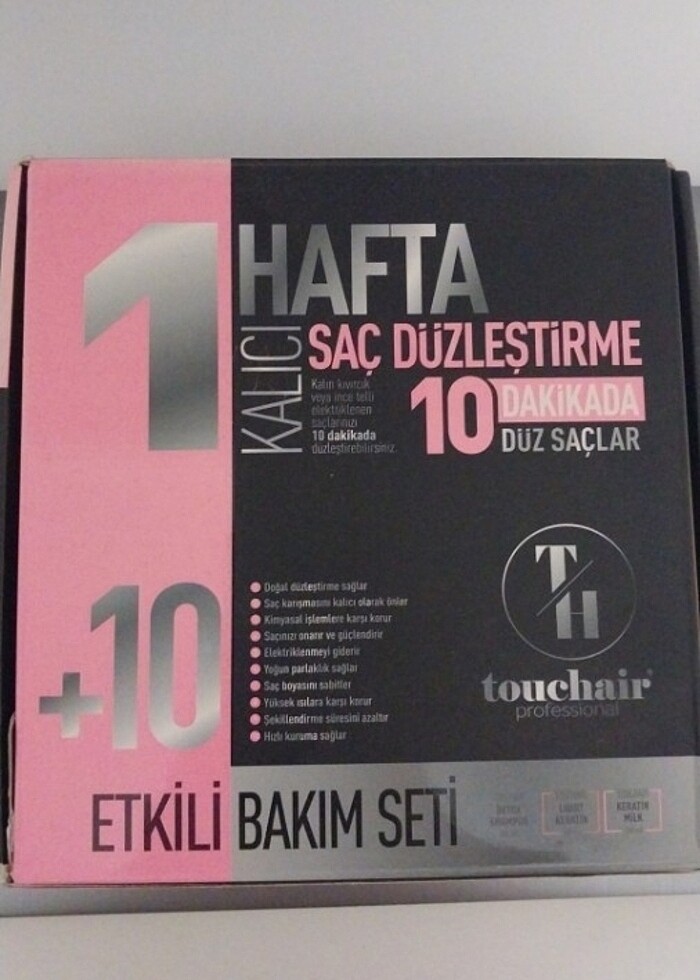 1
HAFTA
KALICI
SAÇ DÜZLEŞTİRME
Kalın kıvırcık
veya ince telli
elektriklenen
saçlarınızı
10 dakikada
düzleştirebilirsiniz.
10 DAKİKADA
DÜZ SAÇLAR
+10
Doğal düzleştirme sağlar
Saç karışmasını kalıcı olarak önler
Kimyasal işlemlere karşı korur
Saçınızı onarır ve güçlendirir
Elektriklenmeyi giderir
Yoğun parlaklık sağlar
Saç boyasını sabitler
Yüksek ısılara karşı korur
Şekillendirme süresini azaltır
Hızlı kuruma sağlar
T/H
touchair
professional
ETKİLİ BAKIM SETİ
SHAMPOO
KERATIN
KERATIN
MILK